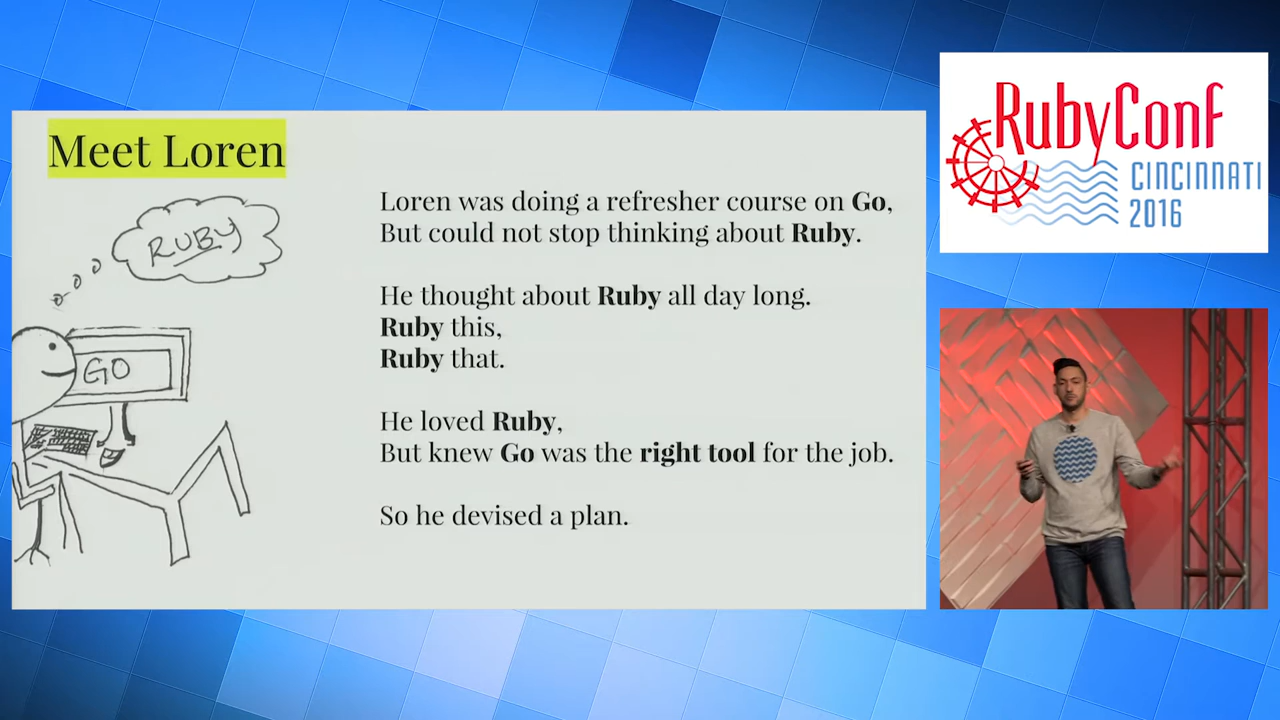 Meet Loren
RUBY
GO
Loren was doing a refresher course on Go,
But could not stop thinking about Ruby.
He thought about Ruby all day long.
Ruby this,
Ruby that.
He loved Ruby,
But knew Go was the right tool for the job.
So he devised a plan.
RubyConf
CINCINNATI
2016